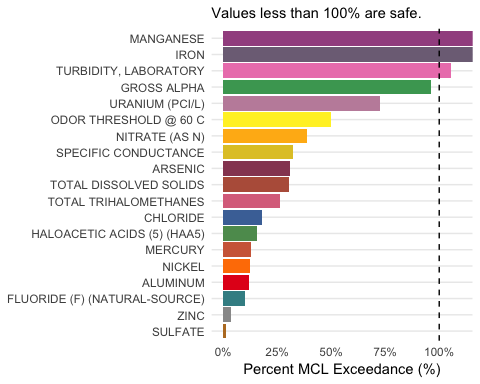 Values less than 100% are safe.
MANGANESE
IRON
TURBIDITY, LABORATORY
GROSS ALPHA
URANIUM (PCI/L)
ODOR THRESHOLD @ 60 C
NITRATE (AS N)
SPECIFIC CONDUCTANCE
ARSENIC
TOTAL DISSOLVED SOLIDS
TOTAL TRIHALOMETHANES
CHLORIDE
HALOACETIC ACIDS (5) (HAA5)
MERCURY
NICKEL
ALUMINUM
FLUORIDE (F) (NATURAL-SOURCE)
ZINC
SULFATE
0% 25% 50% 75% 100%
Percent MCL Exceedance (%)